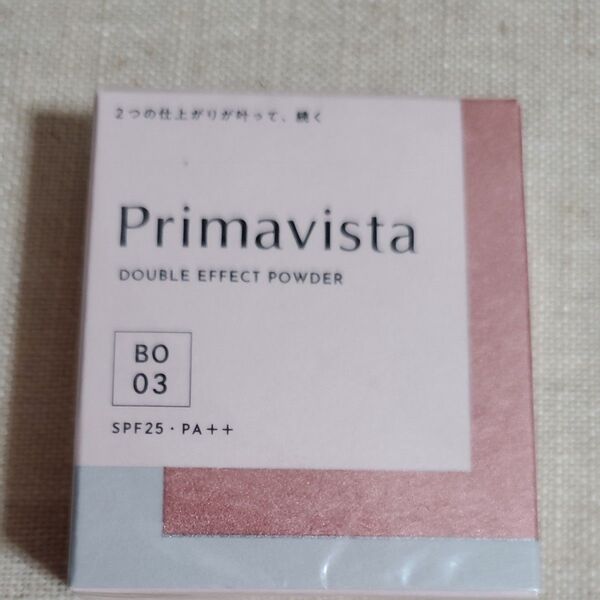 2つの仕上がりが叶って、続く
Primavista
DOUBLE EFFECT POWDER
BO
03
SPF25・PA++